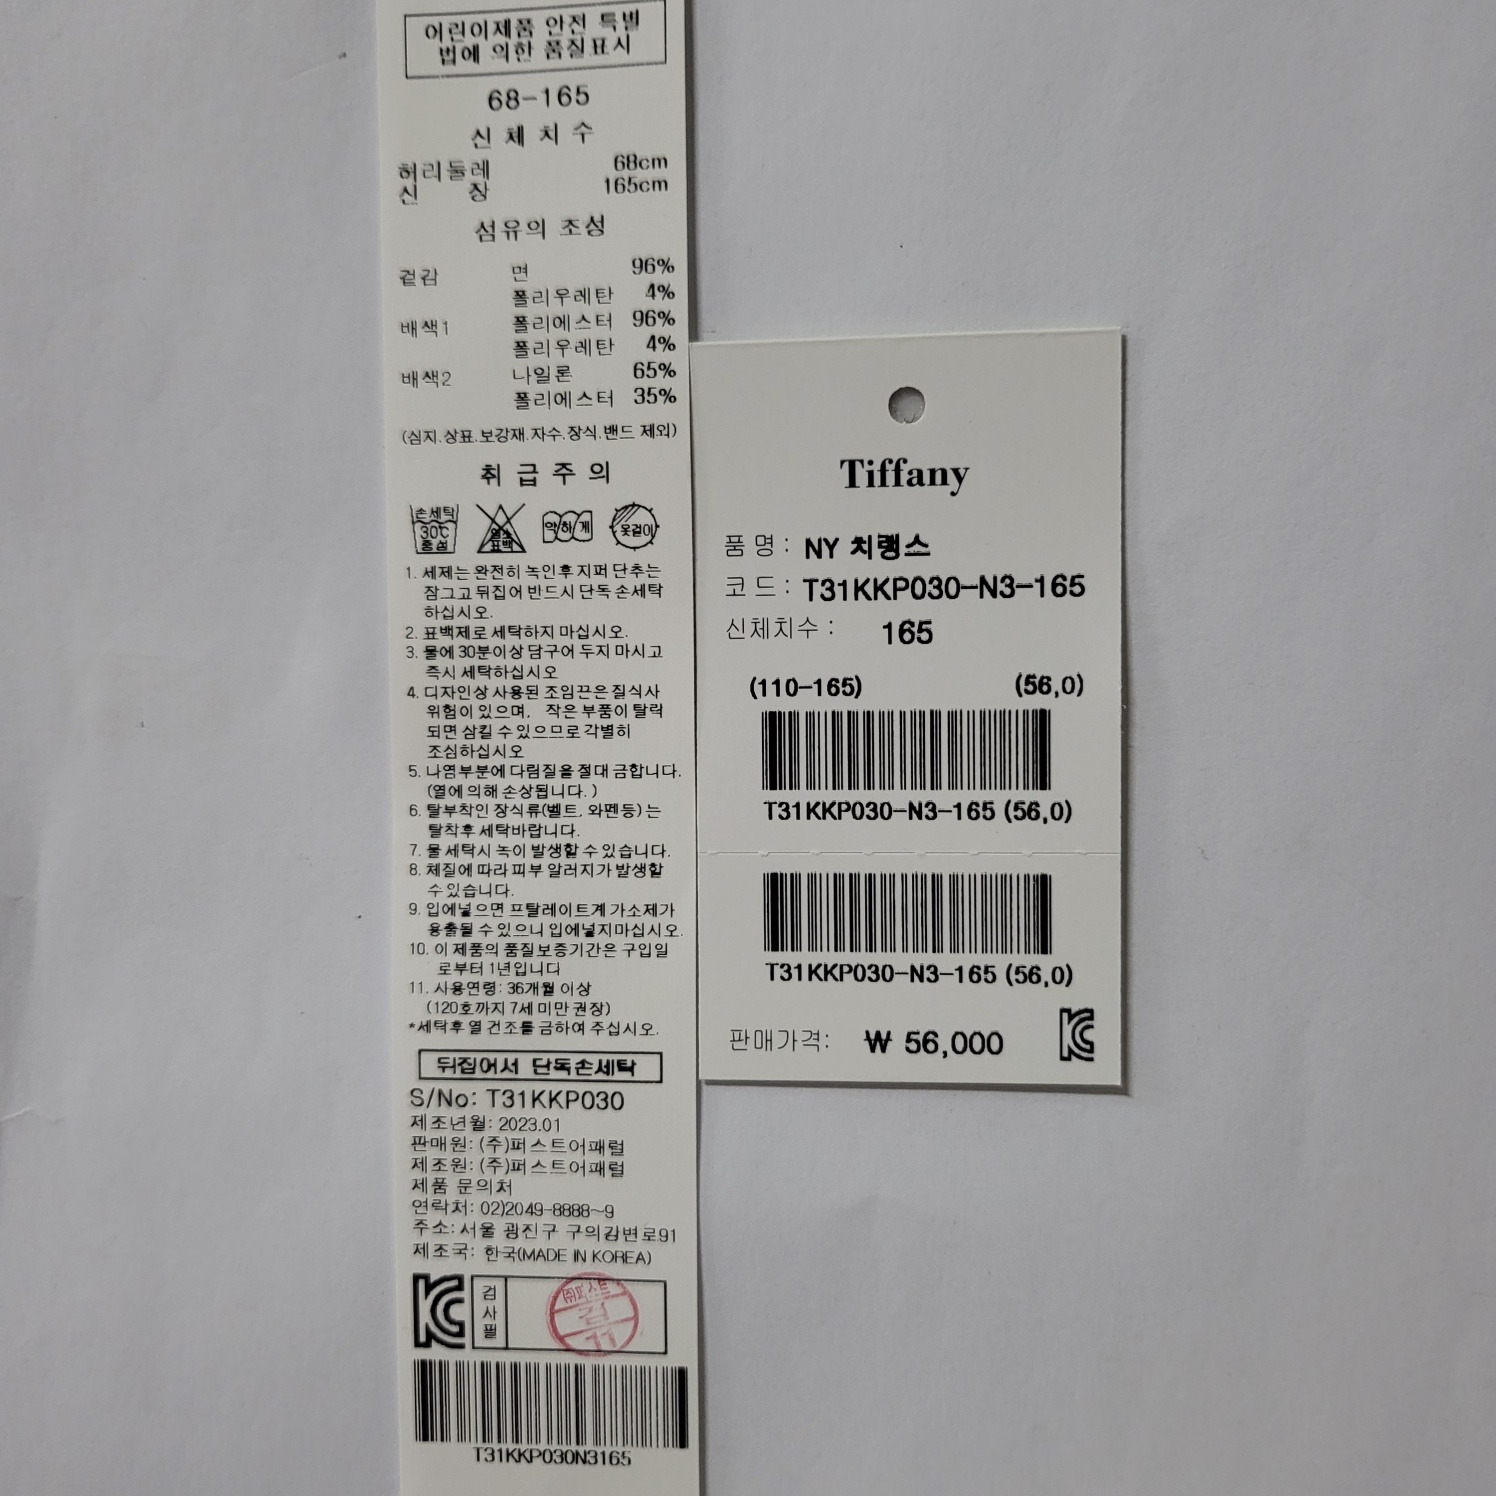 어린이제품 안전 특별
법에 의한 품질표시
68-165
신 체 치 수
허리둘레 68cm
신 장 165cm
섬유의 조성
겉감 면 96%
폴리우레탄 4%
배색1 폴리에스터 96%
폴리우레탄 4%
배색2 나일론 65%
폴리에스터 35%
(심지.상표.보강재.자수.장식.밴드 제외)
취 급 주 의
손세탁 30℃ 중성 염소 표백 약하게 옷걸이
1. 세제는 완전히 녹인후 지퍼 단추는
잠그고 뒤집어 반드시 단독 손세탁
하십시오.
2. 표백제로 세탁하지 마십시오.
3. 물에 30분이상 담구어 두지 마시고
즉시 세탁하십시오
4. 디자인상 사용된 조임끈은 질식사
위험이 있으며, 작은 부품이 탈락
되면 삼킬 수 있으므로 각별히
조심하십시오
5. 나염부분에 다림질을 절대 금합니다.
(열에 의해 손상됩니다. )
6. 탈부착인 장식류(벨트, 와펜등)는
탈착후 세탁바랍니다.
7. 물 세탁시 녹이 발생할 수 있습니다.
8. 체질에 따라 피부 알러지가 발생할
수 있습니다.
9. 입에넣으면 프탈레이트계 가소제가
용출될 수 있으니 입에넣지마십시오.
10. 이 제품의 품질보증기간은 구입일
로부터 1년입니다
11. 사용연령: 36개월 이상
(120호까지 7세 미만 권장)
*세탁후 열 건조를 금하여 주십시오.
뒤집어서 단독손세탁
S/No: T31KKP030
제조년월: 2023.01
판매원: (주)퍼스트어패럴
제조원: (주)퍼스트어패럴
제품 문의처
연락처: 02)2049-8888~9
주소: 서울 광진구 구의강변로91
제조국: 한국(MADE IN KOREA)
KC 검사필 ㈜퍼스트 검 11
T31KKP030N3165
Tiffany
품 명 : NY 치랭스
코 드 : T31KKP030-N3-165
신체치수 : 165
(110-165) (56,0)
T31KKP030-N3-165 (56,0)
T31KKP030-N3-165 (56,0)
판매가격: ₩ 56,000 KC